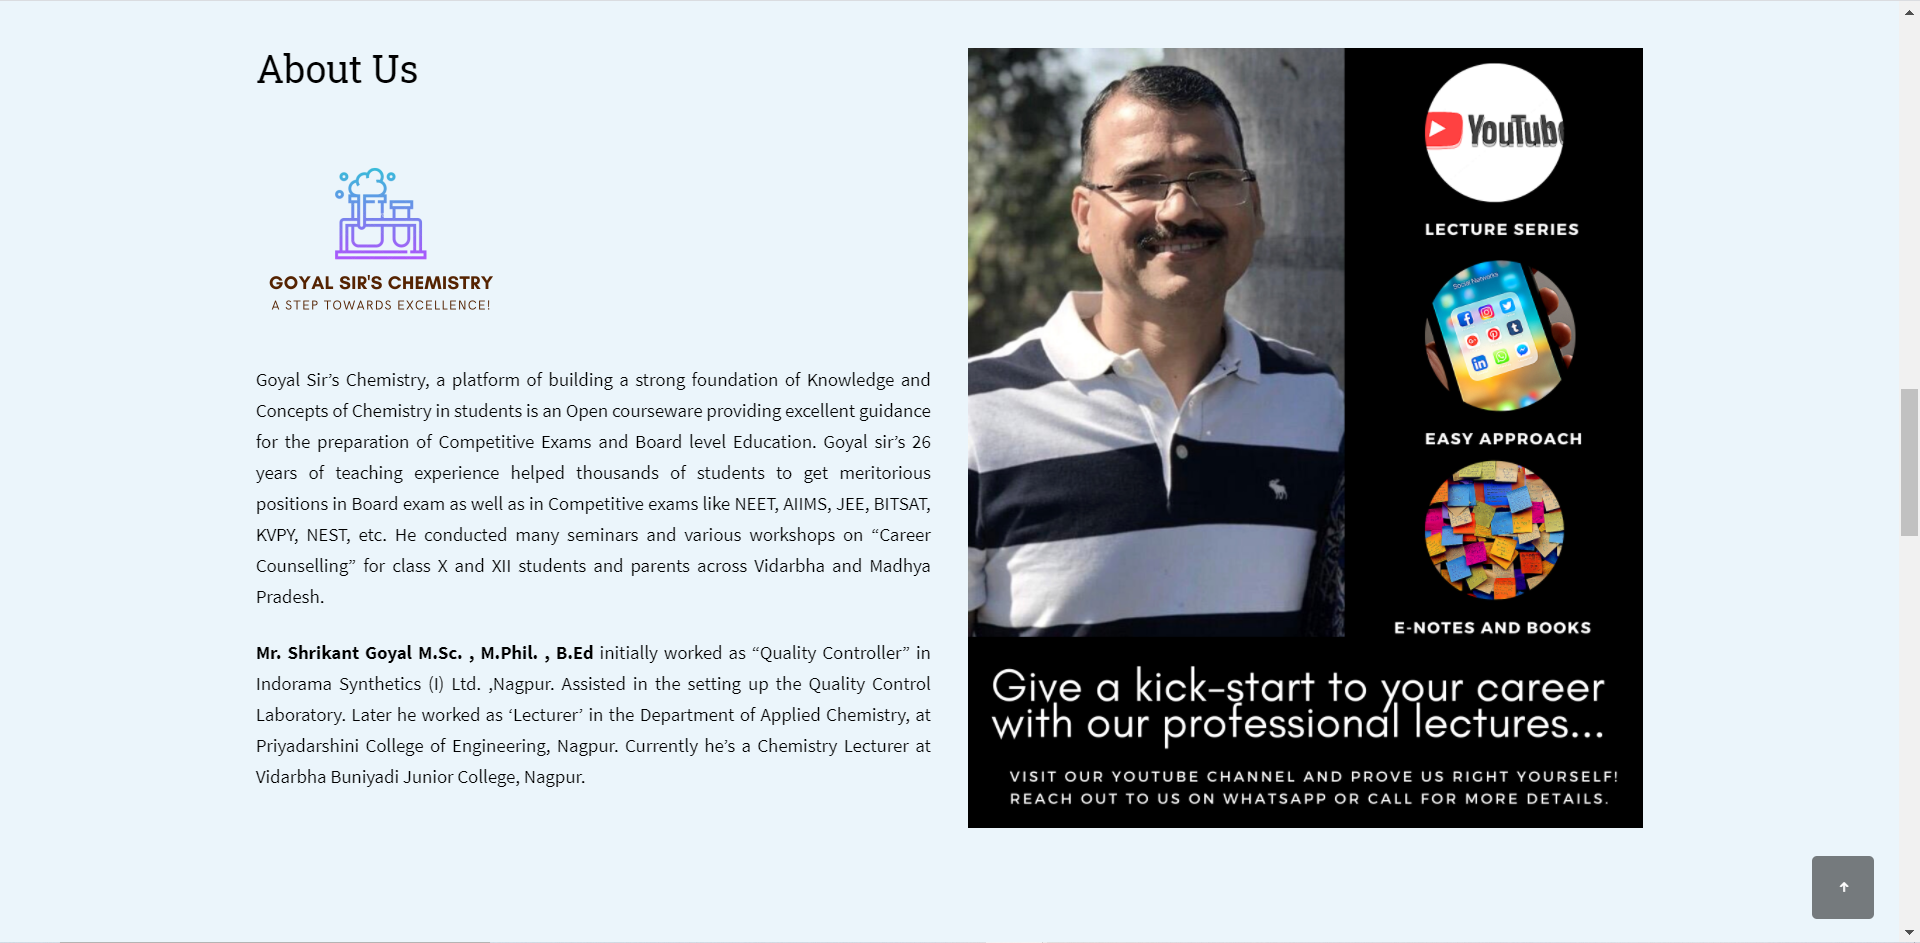 About Us
GOYAL SIR'S CHEMISTRY
A STEP TOWARDS EXCELLENCE!
Goyal Sir’s Chemistry, a platform of building a strong foundation of Knowledge and
Concepts of Chemistry in students is an Open courseware providing excellent guidance
for the preparation of Competitive Exams and Board level Education. Goyal sir’s 26
years of teaching experience helped thousands of students to get meritorious
positions in Board exam as well as in Competitive exams like NEET, AIIMS, JEE, BITSAT,
KVPY, NEST, etc. He conducted many seminars and various workshops on “Career
Counselling” for class X and XII students and parents across Vidarbha and Madhya
Pradesh.
Mr. Shrikant Goyal M.Sc. , M.Phil. , B.Ed initially worked as “Quality Controller” in
Indorama Synthetics (I) Ltd. ,Nagpur. Assisted in the setting up the Quality Control
Laboratory. Later he worked as ‘Lecturer’ in the Department of Applied Chemistry, at
Priyadarshini College of Engineering, Nagpur. Currently he’s a Chemistry Lecturer at
Vidarbha Buniyadi Junior College, Nagpur.
YouTube
LECTURE SERIES
Social Networks
EASY APPROACH
E-NOTES AND BOOKS
Give a kick-start to your career
with our professional lectures...
VISIT OUR YOUTUBE CHANNEL AND PROVE US RIGHT YOURSELF!
REACH OUT TO US ON WHATSAPP OR CALL FOR MORE DETAILS.